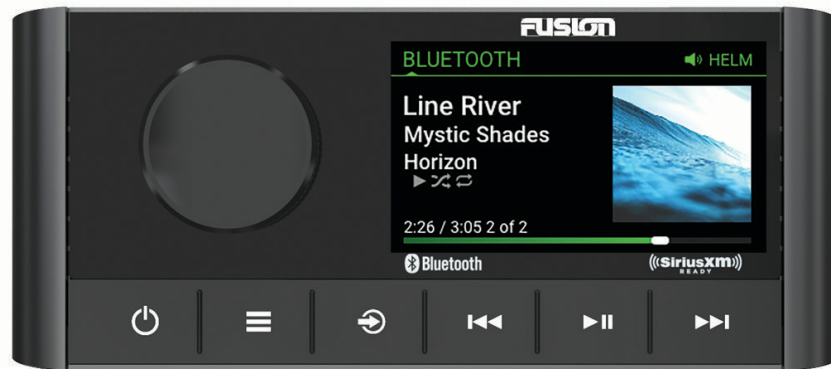 FUSION
BLUETOOTH
HELM
Line River
Mystic Shades
Horizon
2:26 / 3:05 2 of 2
Bluetooth
((SiriusXM))
READY